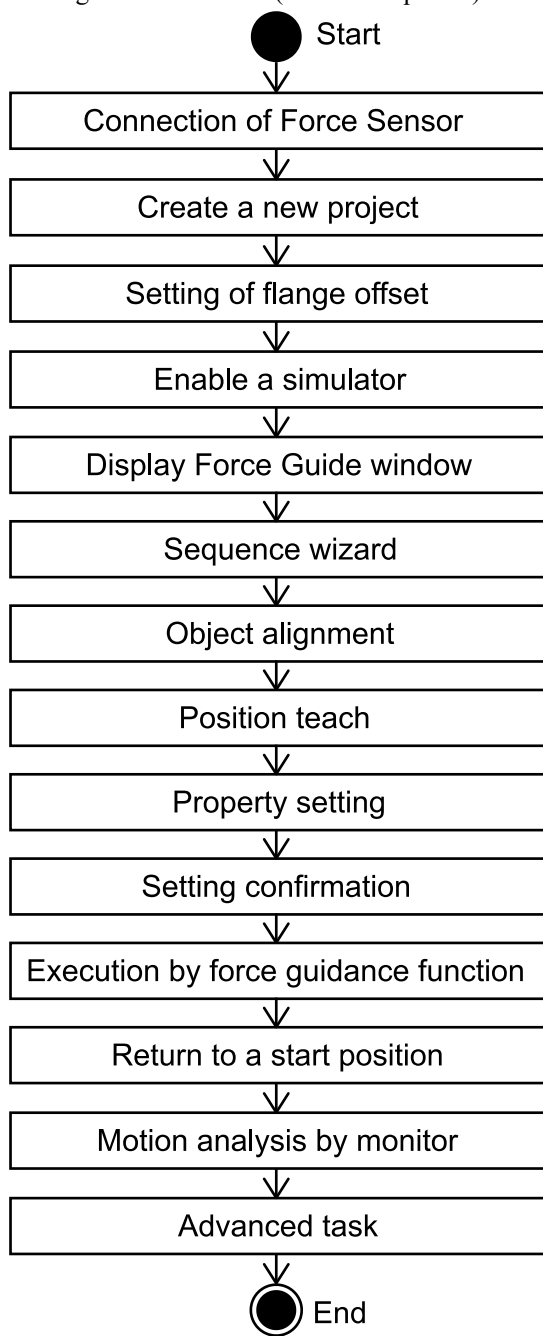 Start
Connection of Force Sensor
Create a new project
Setting of flange offset
Enable a simulator
Display Force Guide window
Sequence wizard
Object alignment
Position teach
Property setting
Setting confirmation
Execution by force guidance function
Return to a start position
Motion analysis by monitor
Advanced task
End